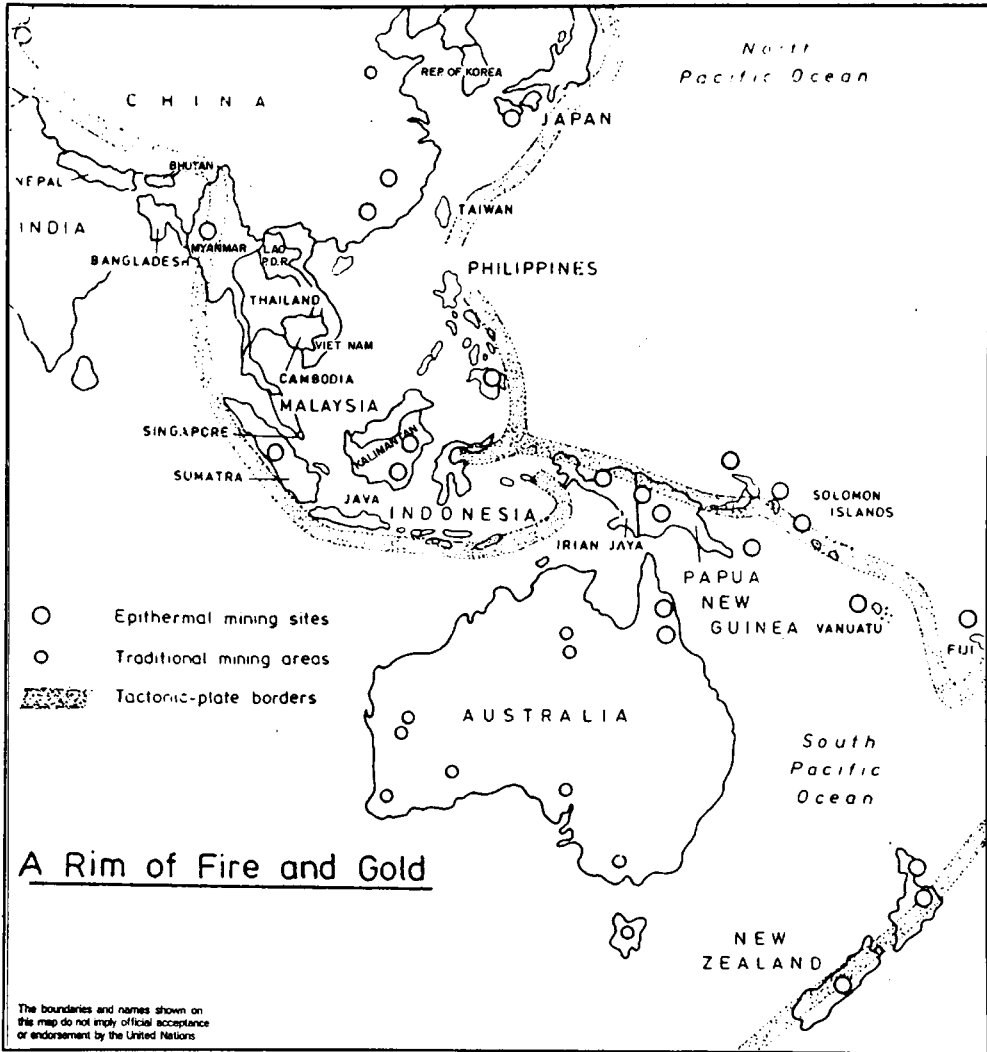 North
Pacific Ocean
REP. OF KOREA
CHINA
JAPAN
BHUTAN
NEPAL
TAIWAN
INDIA
MYANMAR
LAO
P.D.R.
BANGLADESH
PHILIPPINES
THAILAND
VIET NAM
CAMBODIA
MALAYSIA
SINGAPORE
KALIMANTAN
SUMATRA
JAVA
INDONESIA
SOLOMON
ISLANDS
IRIAN JAYA
PAPUA
NEW
GUINEA
VANUATU
FIJI
Epithermal mining sites
Traditional mining areas
Tactonic-plate borders
AUSTRALIA
South
Pacific
Ocean
A Rim of Fire and Gold
NEW
ZEALAND
The boundaries and names shown on
this map do not imply official acceptance
or endorsement by the United Nations